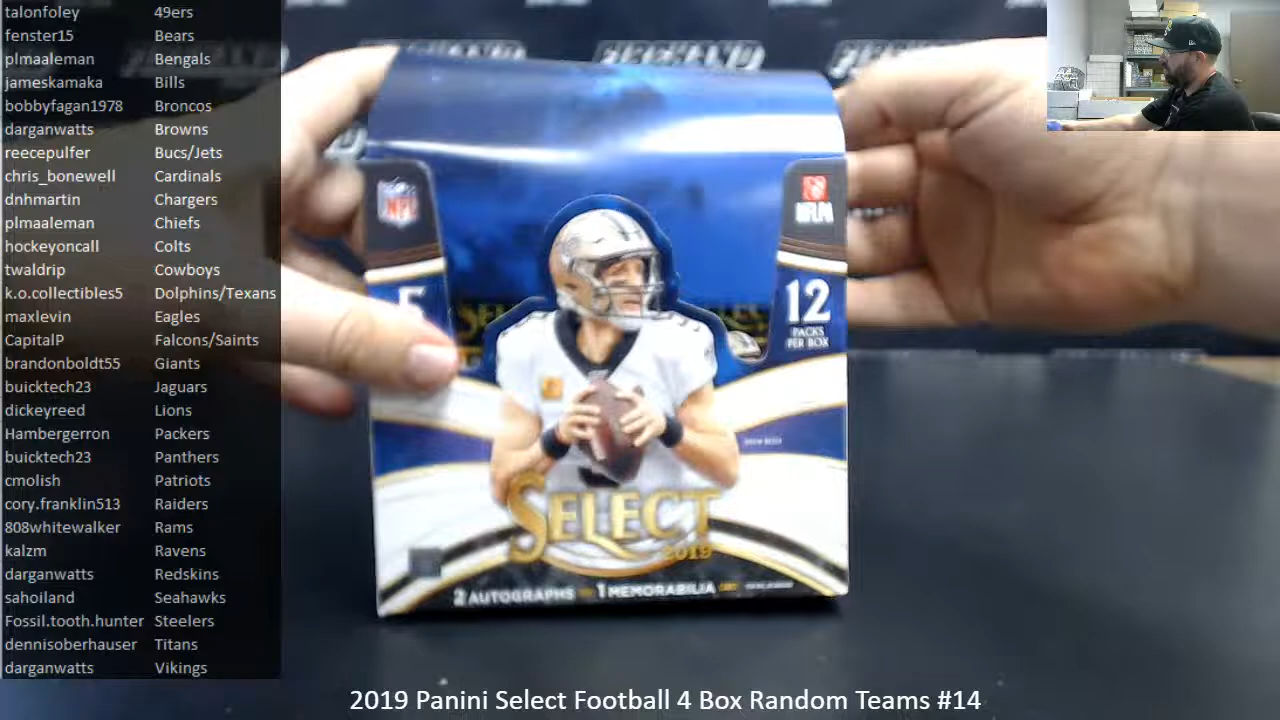 talonfoley 49ers
fenster15 Bears
plmaaleman Bengals
jameskamaka Bills
bobbyfagan1978 Broncos
darganwatts Browns
reecepulfer Bucs/Jets
chris_bonewell Cardinals
dnhmartin Chargers
plmaaleman Chiefs
hockeyoncall Colts
twaldrip Cowboys
k.o.collectibles5 Dolphins/Texans
maxlevin Eagles
CapitalP Falcons/Saints
brandonboldt55 Giants
buicktech23 Jaguars
dickeyreed Lions
Hambergerron Packers
buicktech23 Panthers
cmolish Patriots
cory.franklin513 Raiders
808whitewalker Rams
kalzm Ravens
darganwatts Redskins
sahoiland Seahawks
Fossil.tooth.hunter Steelers
dennisoberhauser Titans
darganwatts Vikings
FIREHAND
NFL
NFLPA
5
12
PACKS
PER BOX
SELECT
2019
2 AUTOGRAPHS 1 MEMORABILIA
2019 Panini Select Football 4 Box Random Teams #14